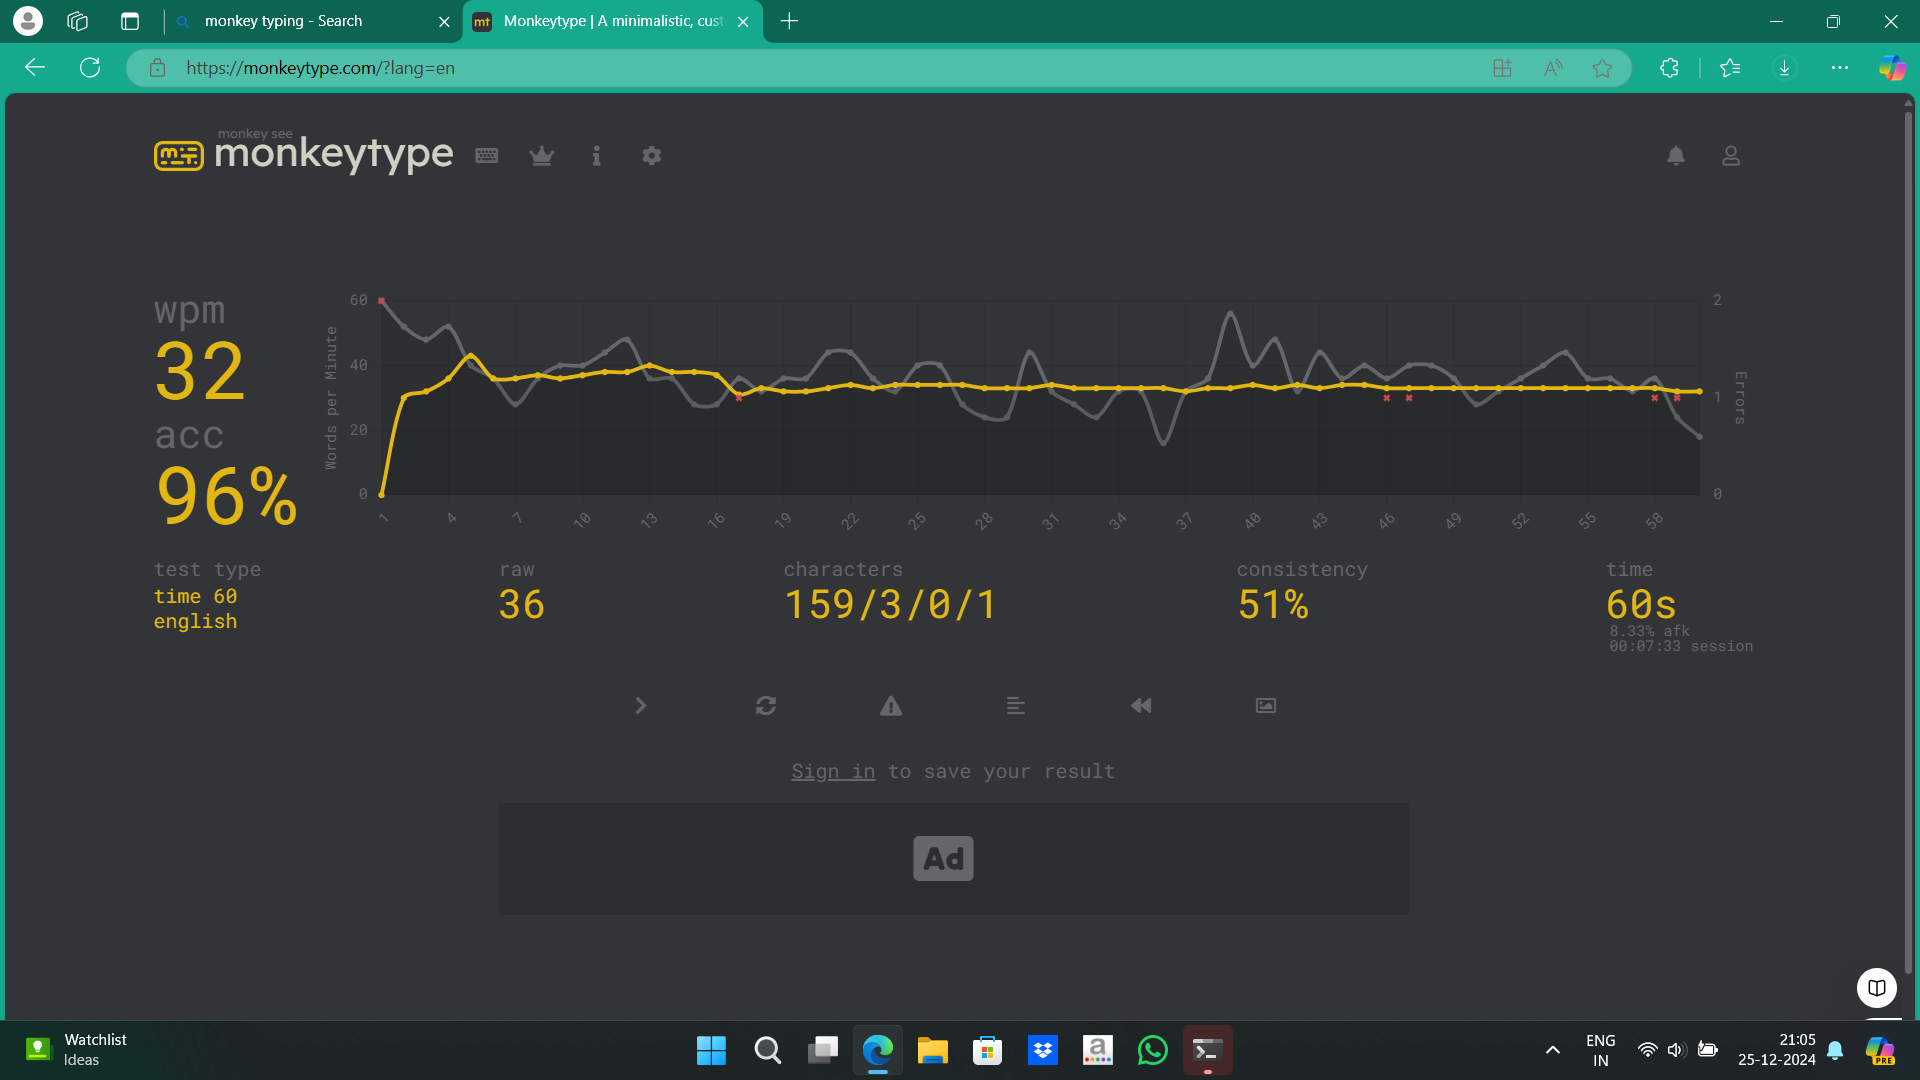 monkey typing - Search
Monkeytype | A minimalistic, cust
https://monkeytype.com/?lang=en
monkey see
monkeytype
wpm
32
acc
96%
Words per Minute
60
40
20
0
2
1
0
Errors
1 4 7 10 13 16 19 22 25 28 31 34 37 40 43 46 49 52 55 58
test type
time 60
english
raw
36
characters
159/3/0/1
consistency
51%
time
60s
8.33% afk
00:07:33 session
Sign in to save your result
Ad
Watchlist
Ideas
ENG
IN
21:05
25-12-2024
PRE